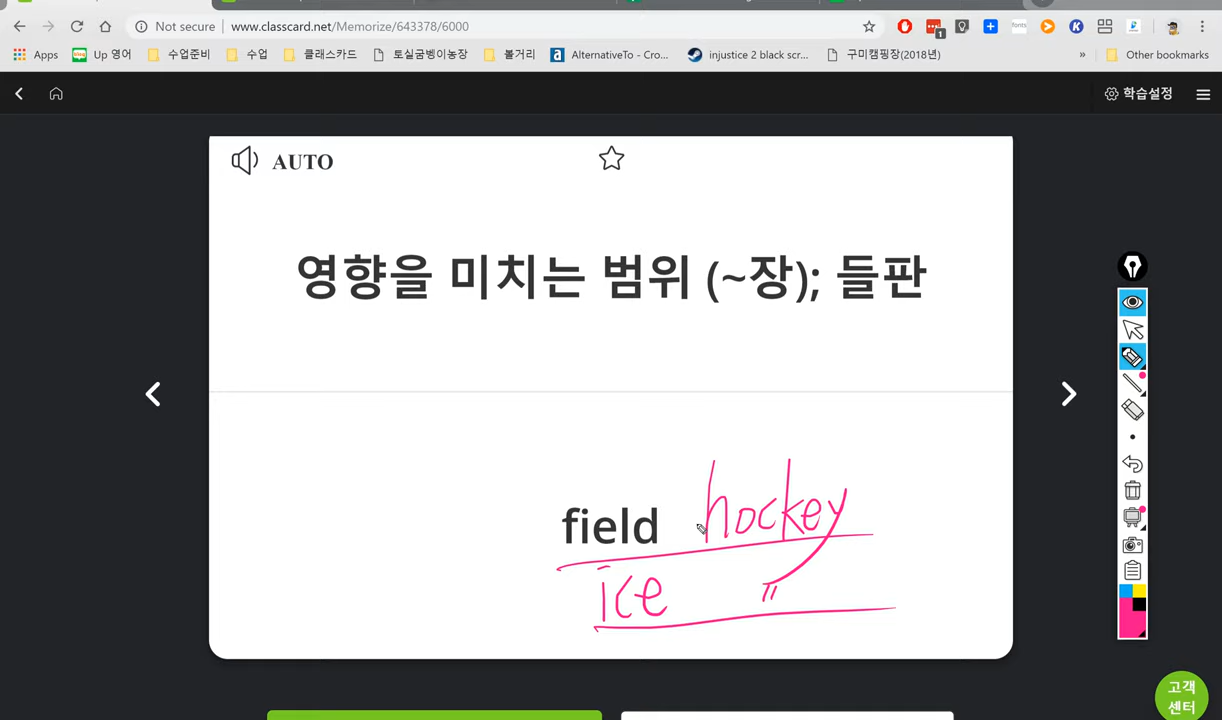 Not secure www.classcard.net/Memorize/643378/6000
Apps Up 영어 수업준비 수업 클래스카드 토실굼벵이농장 볼거리 AlternativeTo - Cro... injustice 2 black scr... 구미캠핑장(2018년) » Other bookmarks
학습설정
AUTO
영향을 미치는 범위 (~장); 들판
field hockey
ice "
고객
센터